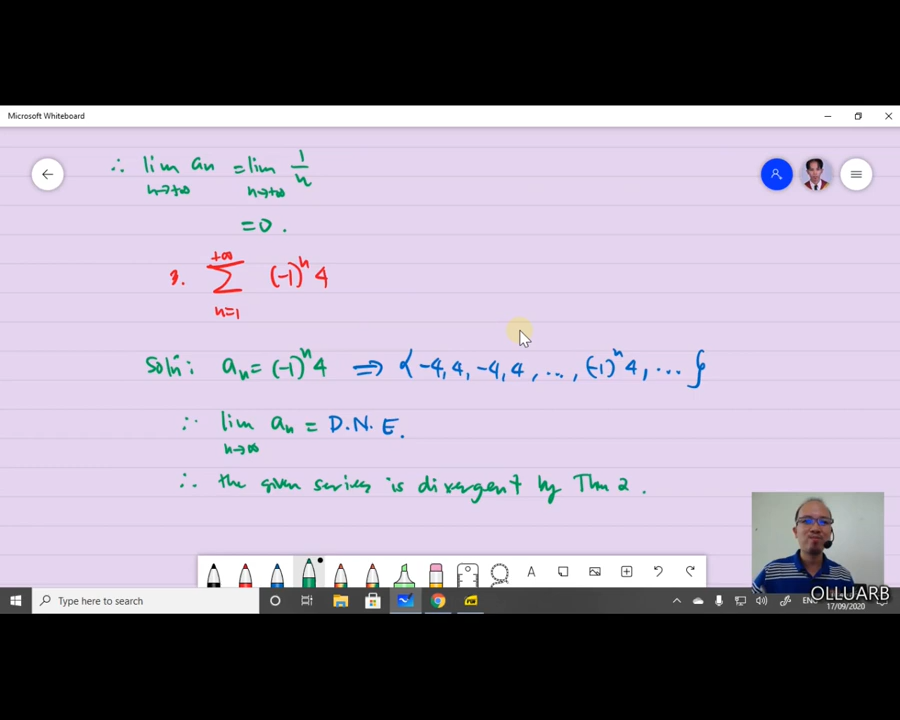 Microsoft Whiteboard
∴ lim an = lim 1/n
n→+∞ n→+∞
= 0 .
+∞
3. ∑ (-1)^n 4
n=1
Soln: an = (-1)^n 4 ⟹ { -4, 4, -4, 4, ..., (-1)^n 4, ... }
∴ lim an = D.N.E.
n→∞
∴ the given series is divergent by Thm 2 .
A
Type here to search
ENG
OLLUARB
17/09/2020